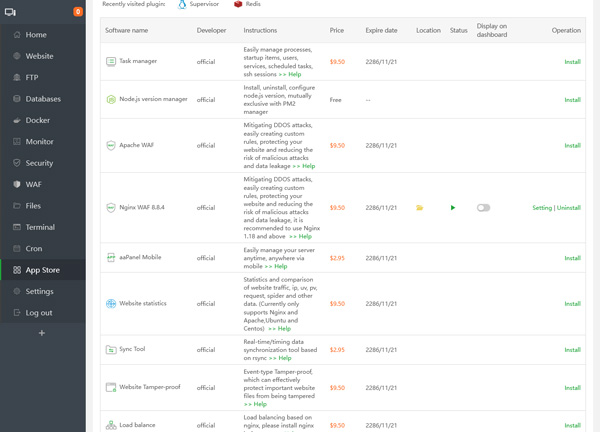 0
Home
Website
FTP
Databases
Docker
Monitor
Security
WAF
Files
Terminal
Cron
App Store
Settings
Log out
+
Recently visited plugin: Supervisor Redis
Software name Developer Instructions Price Expire date Location Status Display on dashboard Operation
Task manager official Easily manage processes, $9.50 2286/11/21 Install
startup items, users,
services, scheduled tasks,
ssh sessions >> Help
Node.js version manager official Install, uninstall, configure Free -- Install
node.js version, mutually
exclusive with PM2
manager
Apache WAF official Mitigating DDOS attacks, $9.50 2286/11/21 Install
easily creating custom
rules, protecting your
website and reducing the
risk of malicious attacks
and data leakage >> Help
Nginx WAF 8.8.4 official Mitigating DDOS attacks, $9.50 2286/11/21 Setting | Uninstall
easily creating custom
rules, protecting your
website and reducing the
risk of malicious attacks
and data leakage, it is
recommended to use Nginx
1.18 and above >> Help
aaPanel Mobile official Easily manage your server $2.95 2286/11/21 Install
anytime, anywhere via
mobile >> Help
Website statistics official Statistics and comparison $9.50 2286/11/21 Install
of website traffic, ip, uv, pv,
request, spider and other
data. (Currently only
supports Nginx and
Apache,Ubuntu and
Centos) >> Help
Sync Tool official Real-time/timing data $2.95 2286/11/21 Install
synchronization tool based
on rsync >> Help
Website Tamper-proof official Event-type Tamper-proof, $9.50 2286/11/21 Install
which can effectively
protect important website
files from being tampered
>> Help
Load balance official Load balancing based on $9.50 2286/11/21 Install
nginx, please install nginx